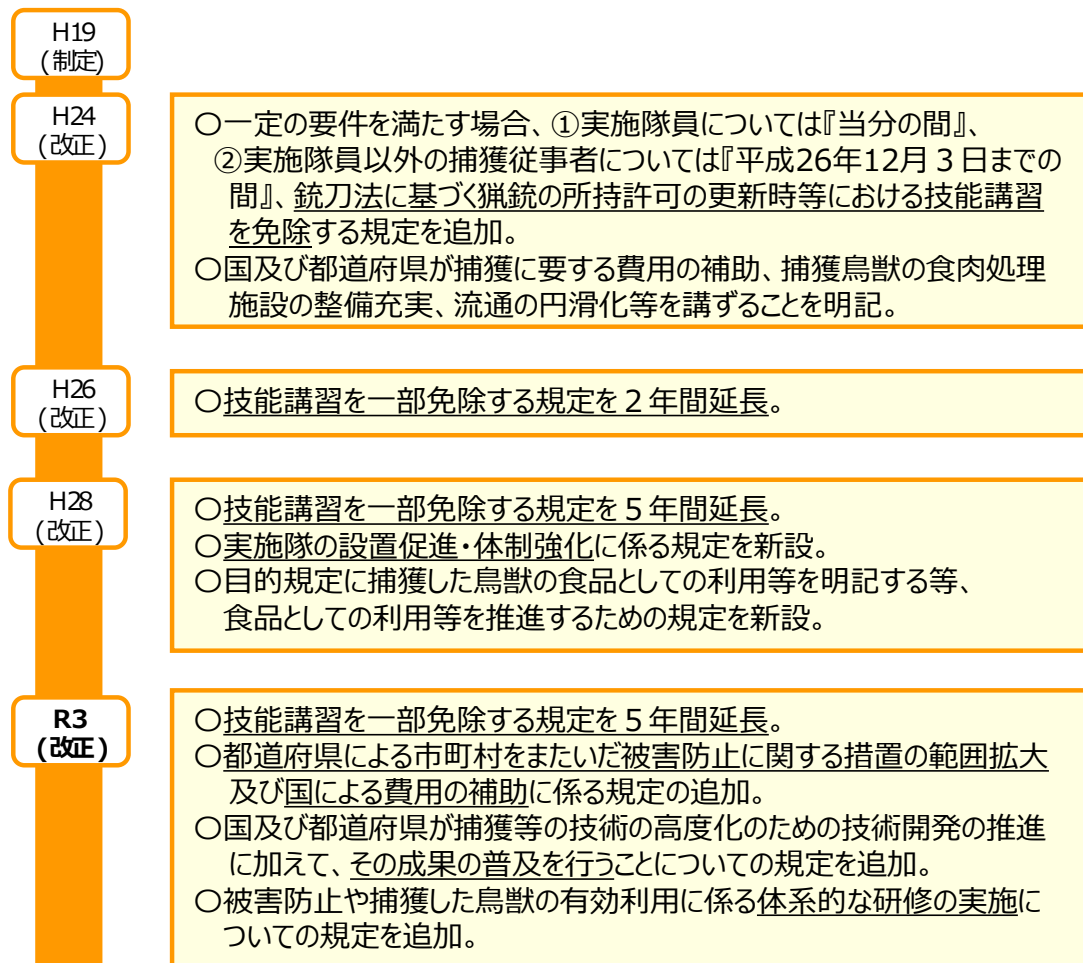 H19
(制定)
H24
(改正)
〇一定の要件を満たす場合、①実施隊員については『当分の間』、
②実施隊員以外の捕獲従事者については『平成26年12月３日までの
間』、銃刀法に基づく猟銃の所持許可の更新時等における技能講習
を免除する規定を追加。
〇国及び都道府県が捕獲に要する費用の補助、捕獲鳥獣の食肉処理
施設の整備充実、流通の円滑化等を講ずることを明記。
H26
(改正)
〇技能講習を一部免除する規定を２年間延長。
H28
(改正)
〇技能講習を一部免除する規定を５年間延長。
〇実施隊の設置促進・体制強化に係る規定を新設。
〇目的規定に捕獲した鳥獣の食品としての利用等を明記する等、
食品としての利用等を推進するための規定を新設。
R3
(改正)
〇技能講習を一部免除する規定を５年間延長。
〇都道府県による市町村をまたいだ被害防止に関する措置の範囲拡大
及び国による費用の補助に係る規定の追加。
〇国及び都道府県が捕獲等の技術の高度化のための技術開発の推進
に加えて、その成果の普及を行うことについての規定を追加。
〇被害防止や捕獲した鳥獣の有効利用に係る体系的な研修の実施に
ついての規定を追加。